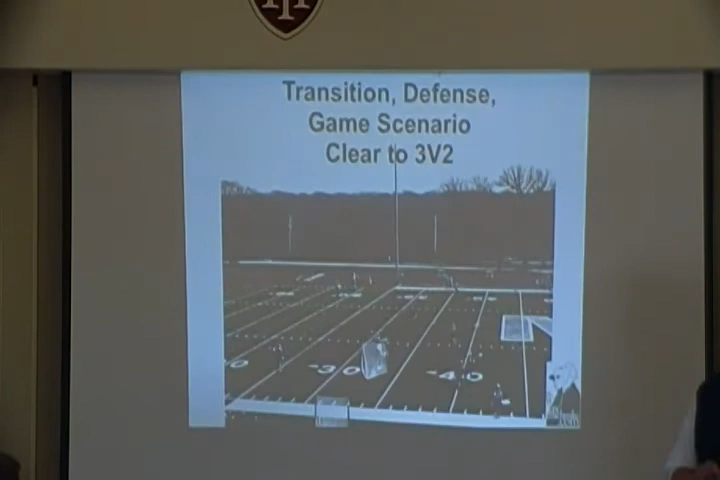 Transition, Defense,
Game Scenario
Clear to 3V2
-30
-40